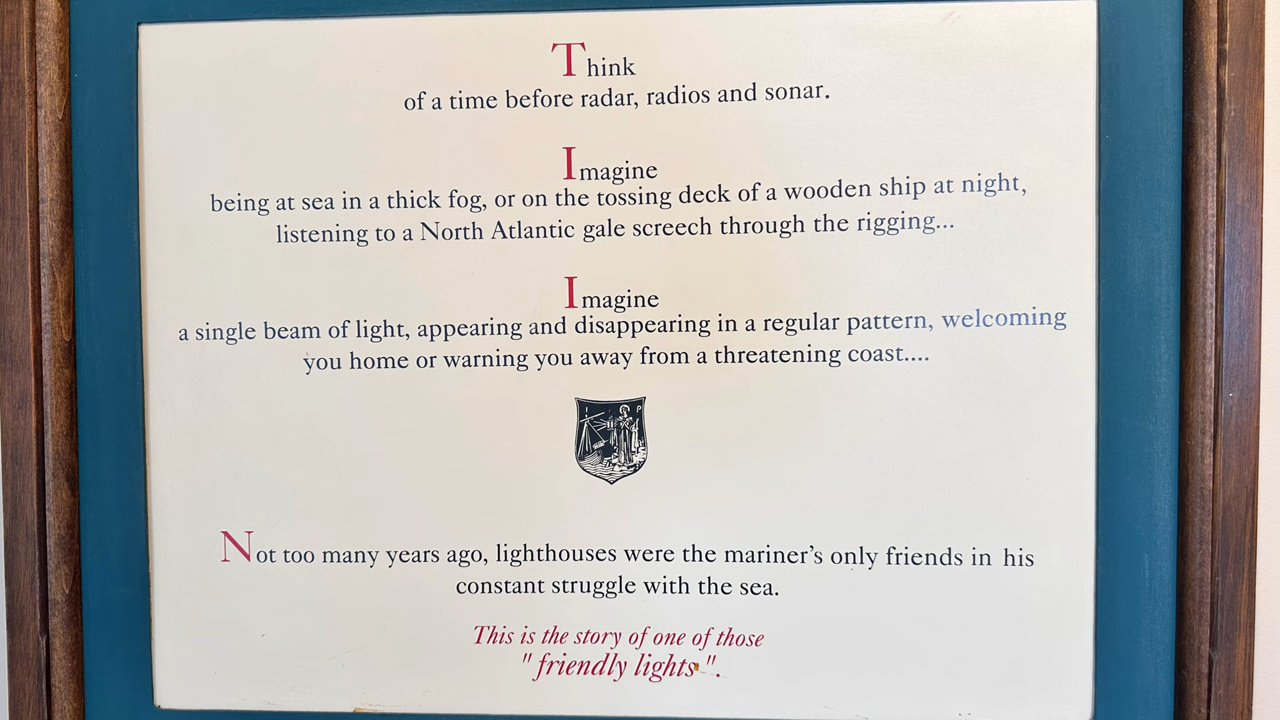 Think
of a time before radar, radios and sonar.
Imagine
being at sea in a thick fog, or on the tossing deck of a wooden ship at night,
listening to a North Atlantic gale screech through the rigging...
Imagine
a single beam of light, appearing and disappearing in a regular pattern, welcoming
you home or warning you away from a threatening coast....
Not too many years ago, lighthouses were the mariner's only friends in his
constant struggle with the sea.
This is the story of one of those
"friendly lights".